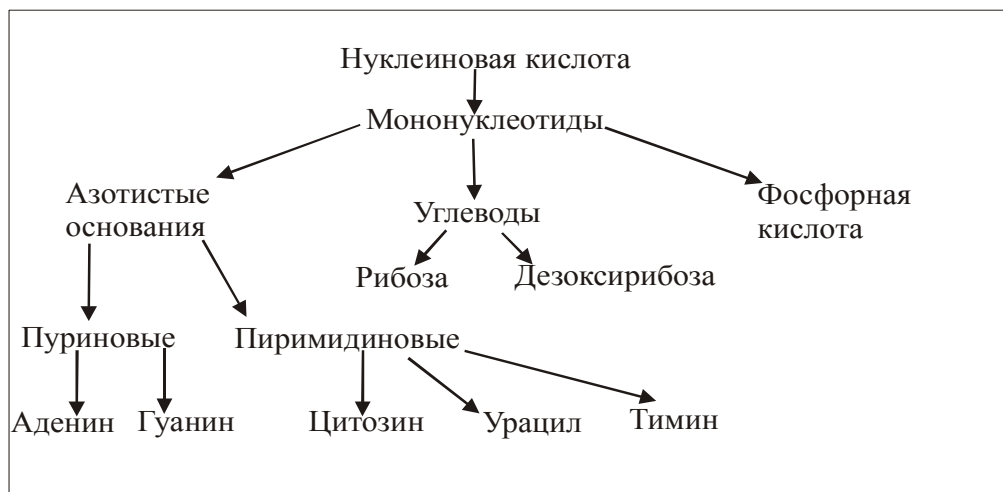 Нуклеиновая кислота
Мононуклеотиды
Азотистые
основания
Углеводы
Фосфорная
кислота
Рибоза
Дезоксирибоза
Пуриновые
Пиримидиновые
Аденин
Гуанин
Цитозин
Урацил
Тимин